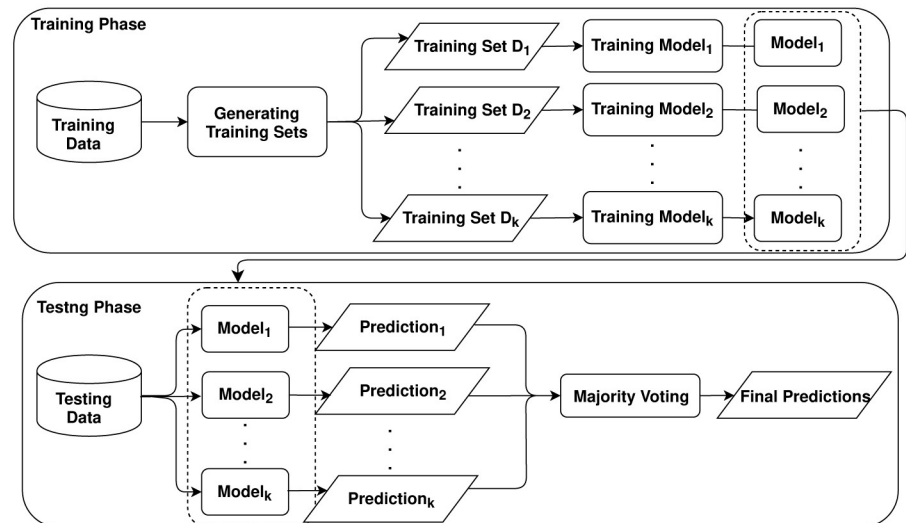 Training Phase
Training Data
Generating Training Sets
Training Set D₁
Training Model₁
Model₁
Training Set D₂
Training Model₂
Model₂
Training Set Dₖ
Training Modelₖ
Modelₖ
Testng Phase
Testing Data
Model₁
Prediction₁
Model₂
Prediction₂
Modelₖ
Predictionₖ
Majority Voting
Final Predictions